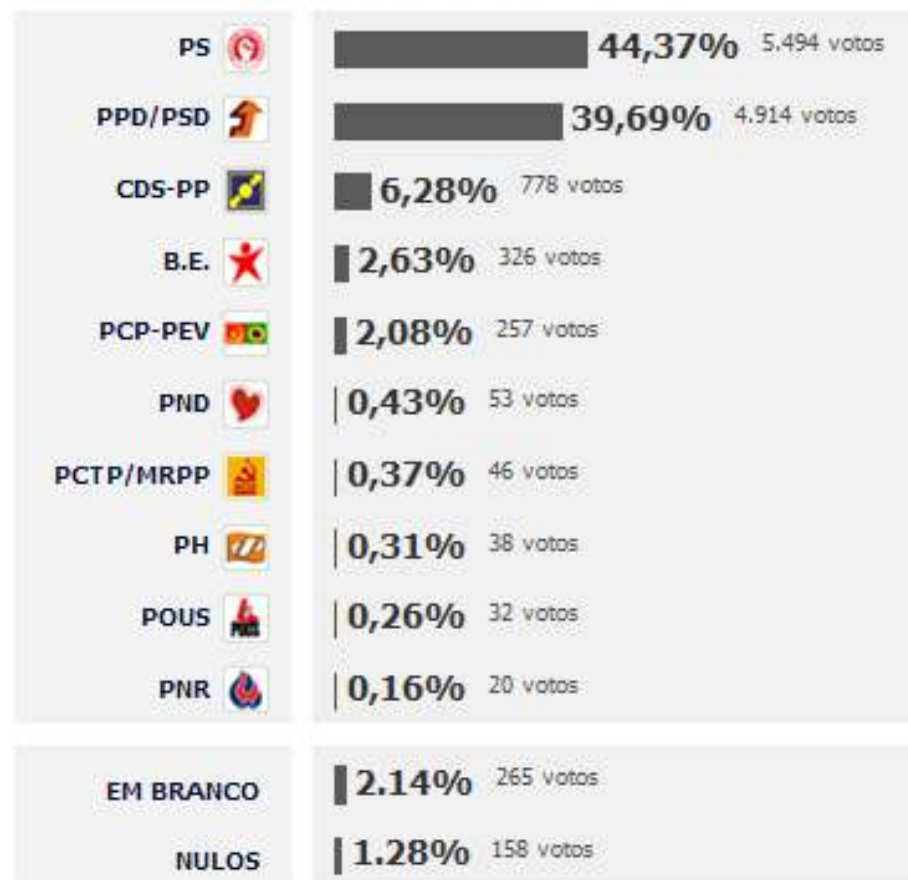 PS 44,37% 5.494 votos
PPD/PSD 39,69% 4.914 votos
CDS-PP 6,28% 778 votos
B.E. 2,63% 326 votos
PCP-PEV 2,08% 257 votos
PND 0,43% 53 votos
PCTP/MRPP 0,37% 46 votos
PH 0,31% 38 votos
POUS 0,26% 32 votos
PNR 0,16% 20 votos
EM BRANCO 2.14% 265 votos
NULOS 1.28% 158 votos